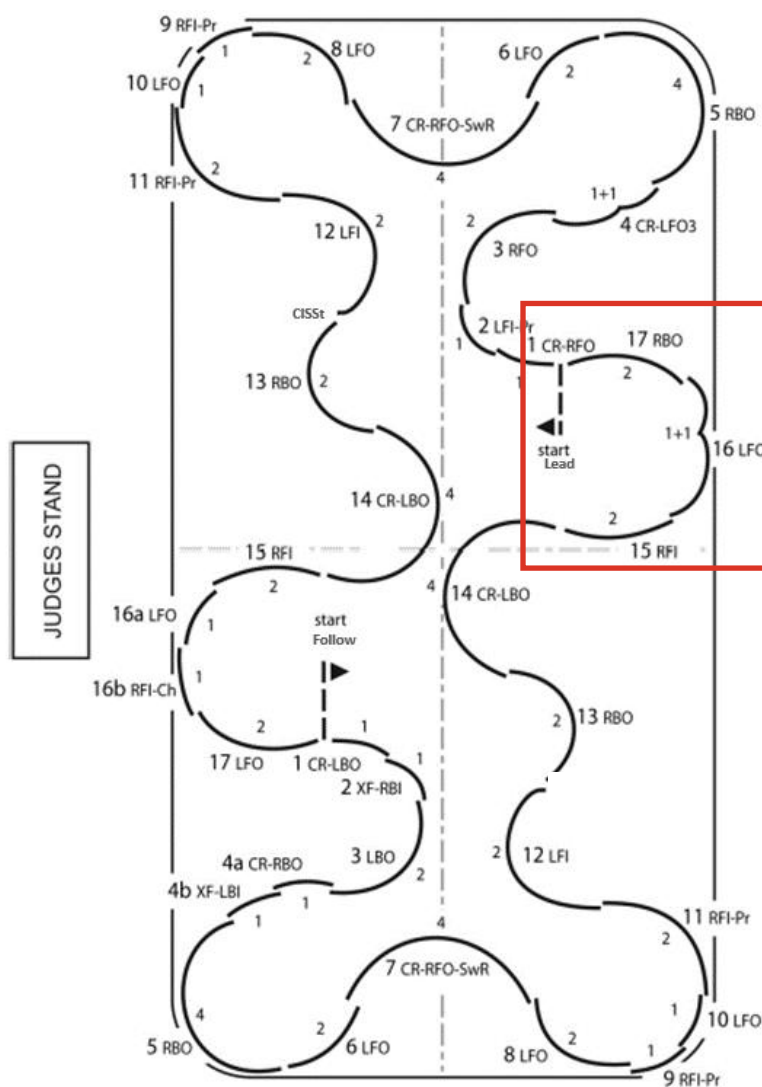 9 RFI-Pr
1
2
8 LFO
6 LFO
2
4
10 LFO
1
5 RBO
7 CR-RFO-SwR
4
11 RFI-Pr
2
1+1
4 CR-LFO3
12 LFI
2
2
3 RFO
CISSt
2 LFI-Pr
1
1 CR-RFO
1
17 RBO
2
13 RBO
2
start
Lead
1+1
16 LFO
JUDGES STAND
14 CR-LBO
4
2
15 RFI
15 RFI
2
4
14 CR-LBO
16a LFO
1
start
Follow
16b RFI-Ch
1
2
17 LFO
1
1 CR-LBO
1
2 XF-RBI
2
13 RBO
3 LBO
2
4a CR-RBO
1
4b XF-LBI
1
2
12 LFI
11 RFI-Pr
2
4
7 CR-RFO-SwR
4
5 RBO
2
6 LFO
2
8 LFO
1
10 LFO
1
9 RFI-Pr